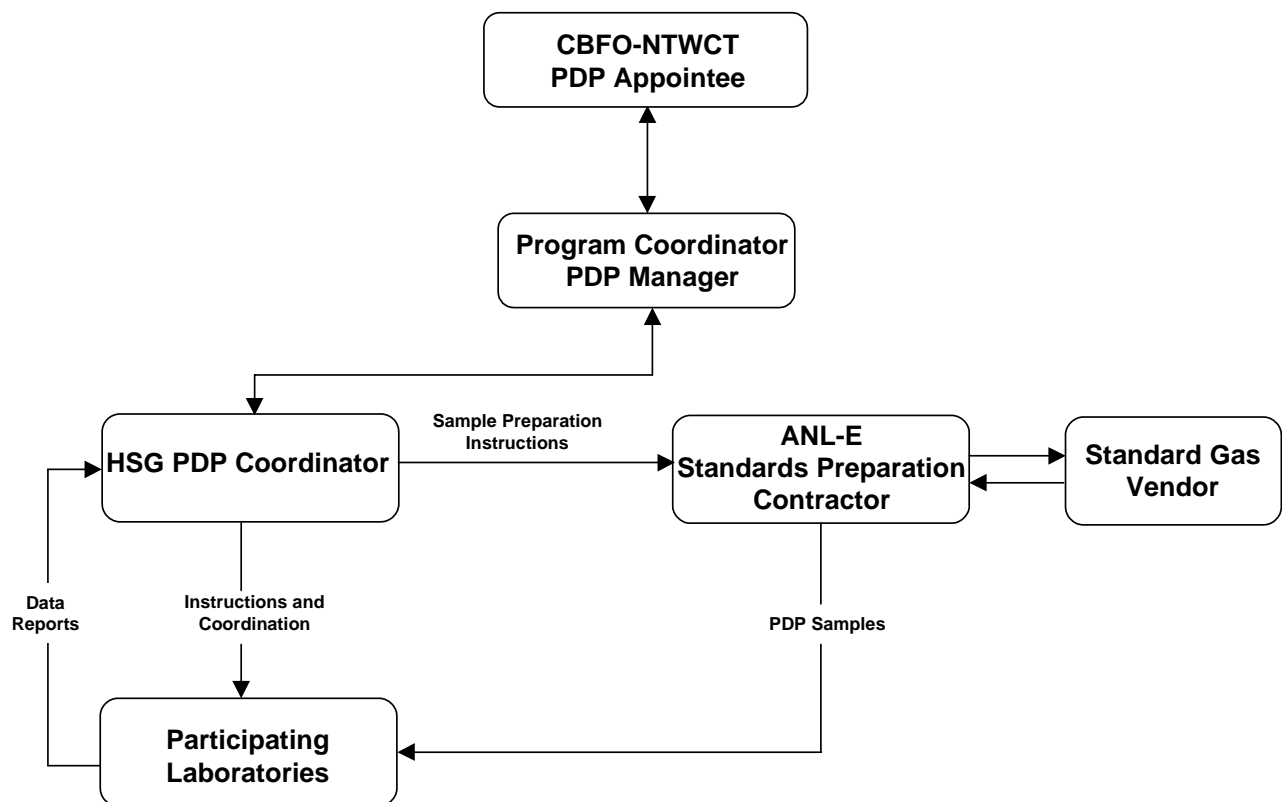 CBFO-NTWCT
PDP Appointee
Program Coordinator
PDP Manager
Sample Preparation
Instructions
HSG PDP Coordinator
ANL-E
Standards Preparation
Contractor
Standard Gas
Vendor
Data
Reports
Instructions and
Coordination
PDP Samples
Participating
Laboratories